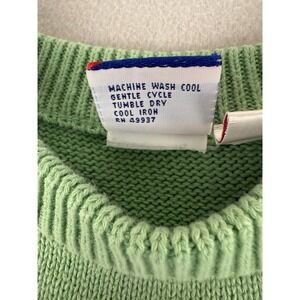 MACHINE WASH COOL
GENTLE CYCLE
TUMBLE DRY
COOL IRON
RN 49937